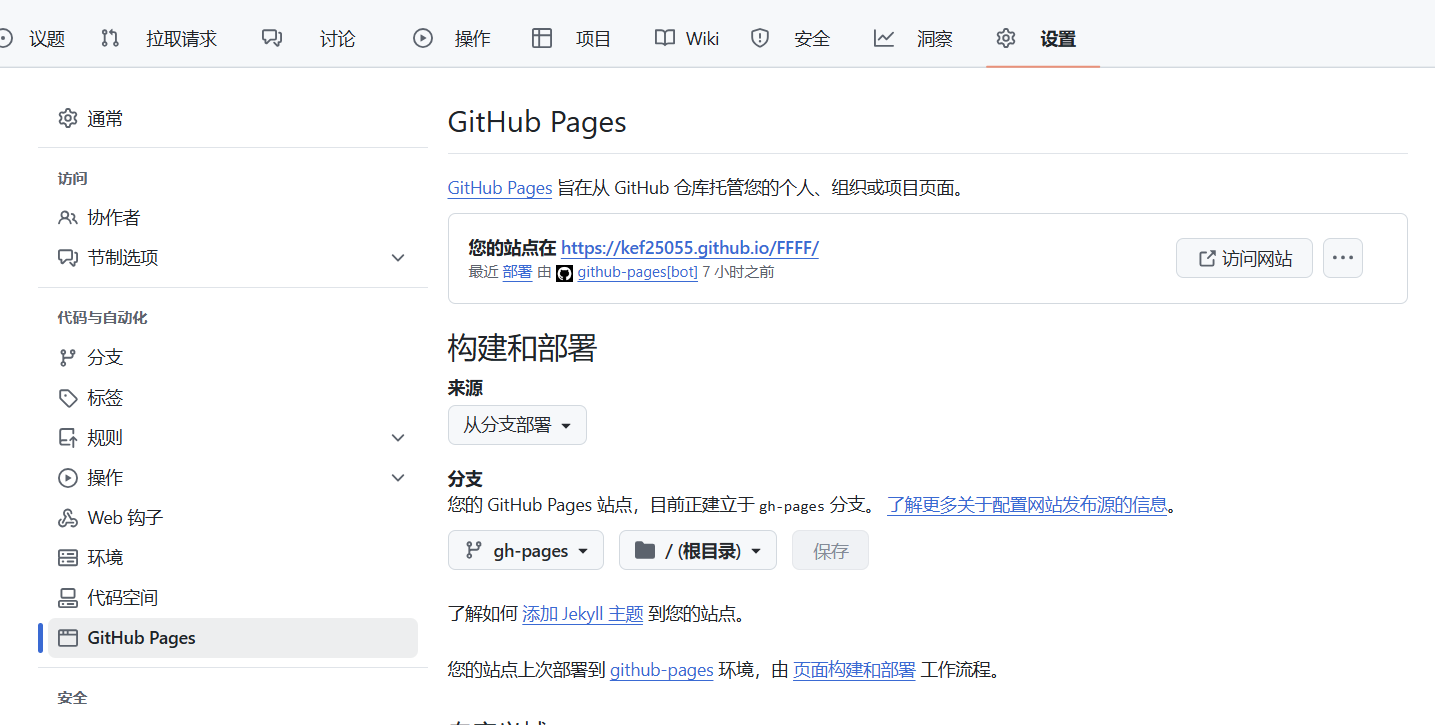 议题 拉取请求 讨论 操作 项目 Wiki 安全 洞察 设置
通常
访问
协作者
节制选项
代码与自动化
分支
标签
规则
操作
Web 钩子
环境
代码空间
GitHub Pages
安全
GitHub Pages
GitHub Pages 旨在从 GitHub 仓库托管您的个人、组织或项目页面。
您的站点在 https://kef25055.github.io/FFFF/
最近 部署 由 github-pages[bot] 7 小时之前
访问网站
构建和部署
来源
从分支部署
分支
您的 GitHub Pages 站点，目前正建立于 gh-pages 分支。 了解更多关于配置网站发布源的信息。
gh-pages / (根目录) 保存
了解如何 添加 Jekyll 主题 到您的站点。
您的站点上次部署到 github-pages 环境，由 页面构建和部署 工作流程。